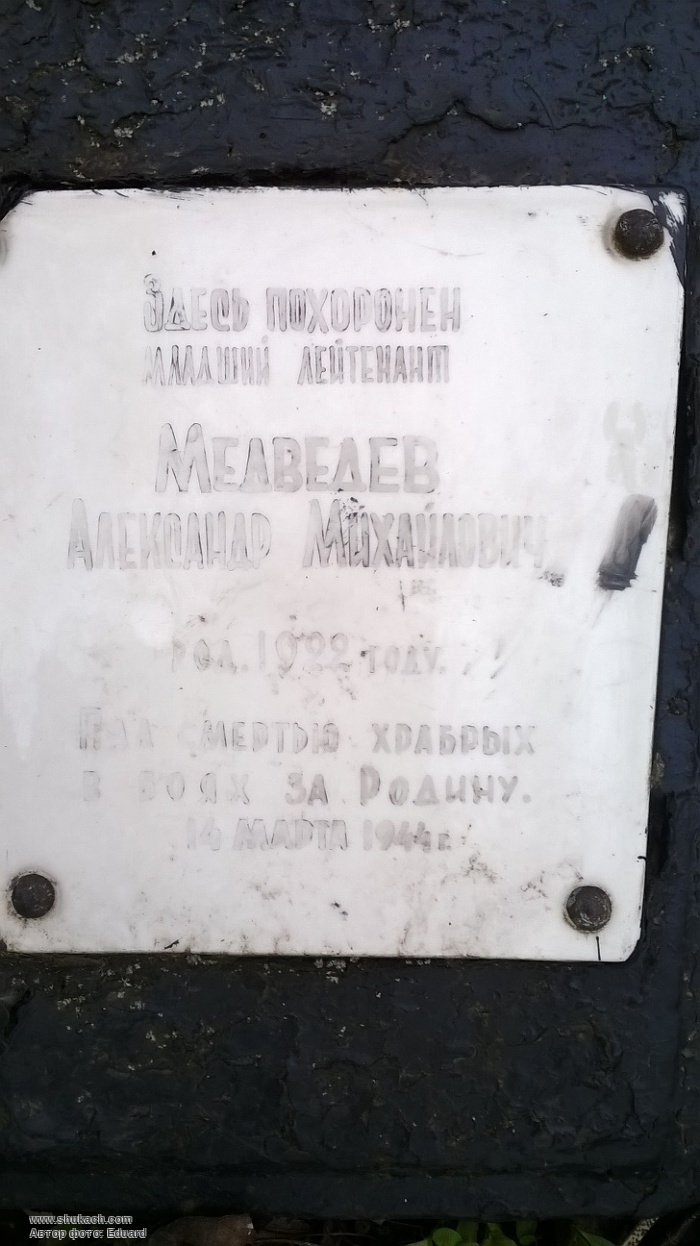 Здесь похоронен
младший лейтенант
Медведев
Александр Михайлович
род. 1922 году.
Пал смертью храбрых
в боях за Родину.
14 марта 1944 г.
www.shukach.com
Автор фото: Eduard